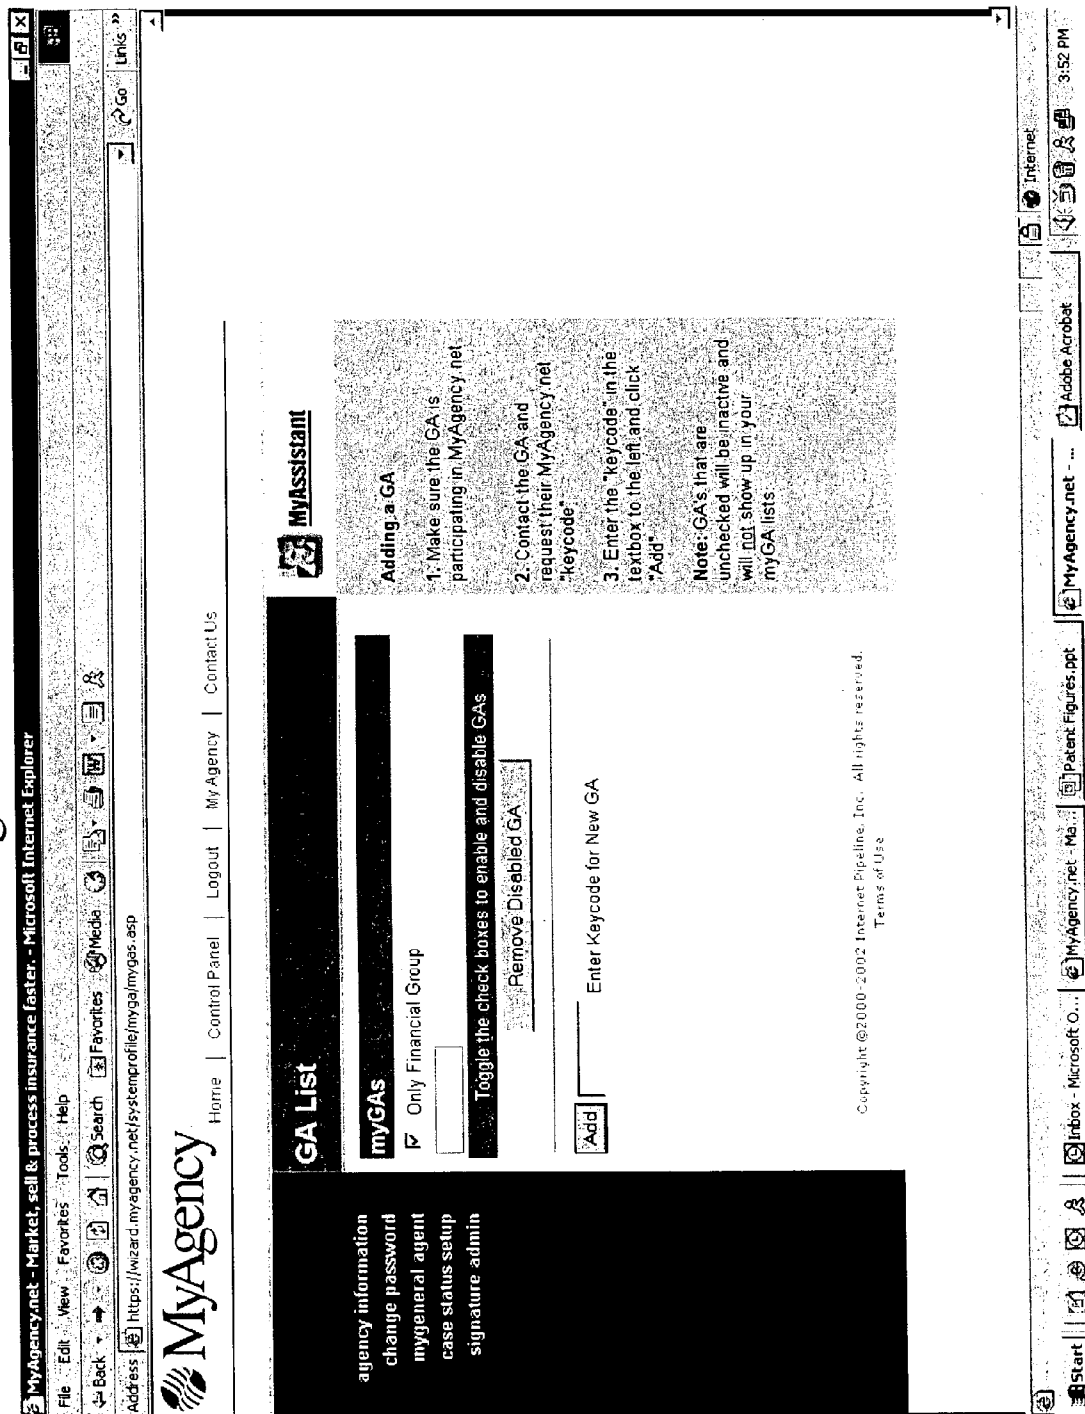 MyAgency.net - Market, sell & process insurance faster. - Microsoft Internet Explorer
File Edit View Favorites Tools Help
Back Search Favorites Media
Address https://wizard.myagency.net/systemprofile/myga/mygas.asp Go Links »
MyAgency
Home | Control Panel | Logout | My Agency | Contact Us
agency information
change password
mygeneral agent
case status setup
signature admin
GA List
myGAs
Only Financial Group
Toggle the check boxes to enable and disable GAs
Remove Disabled GA
Add Enter Keycode for New GA
MyAssistant
Adding a GA
1. Make sure the GA is
participating in MyAgency.net
2. Contact the GA and
request their MyAgency.net
"keycode"
3. Enter the "keycode" in the
textbox to the left and click
"Add"
Note: GA's that are
unchecked will be inactive and
will not show up in your
myGA lists.
Copyright ©2000-2002 Internet Pipeline, Inc. All rights reserved.
Terms of Use
Internet
Start Inbox - Microsoft O... MyAgency.net - Ma... Patent Figures.ppt MyAgency.net - ... Adobe Acrobat 3:52 PM